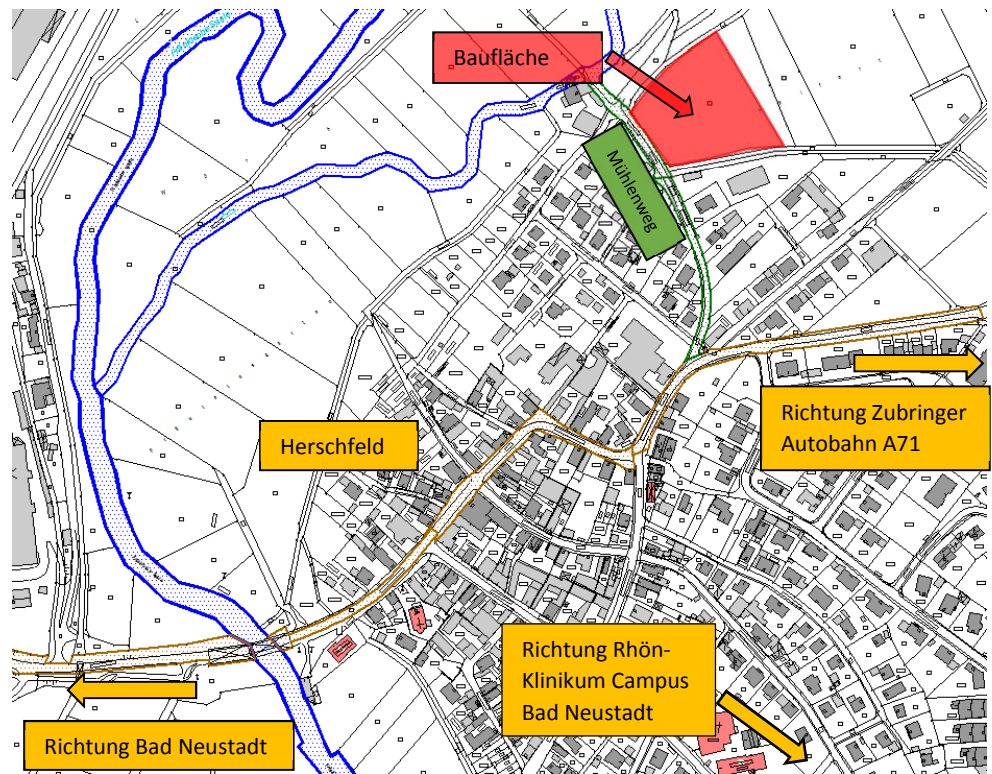 Baufläche
Mühlenweg
Herschfeld
Richtung Zubringer
Autobahn A71
Richtung Rhön-
Klinikum Campus
Bad Neustadt
Richtung Bad Neustadt